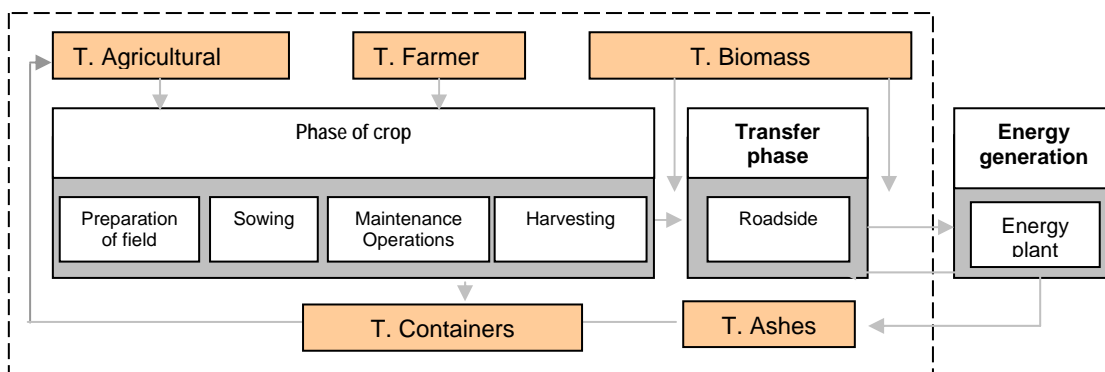 T. Agricultural
T. Farmer
T. Biomass
Phase of crop
Transfer
phase
Energy
generation
Preparation
of field
Sowing
Maintenance
Operations
Harvesting
Roadside
Energy
plant
T. Containers
T. Ashes